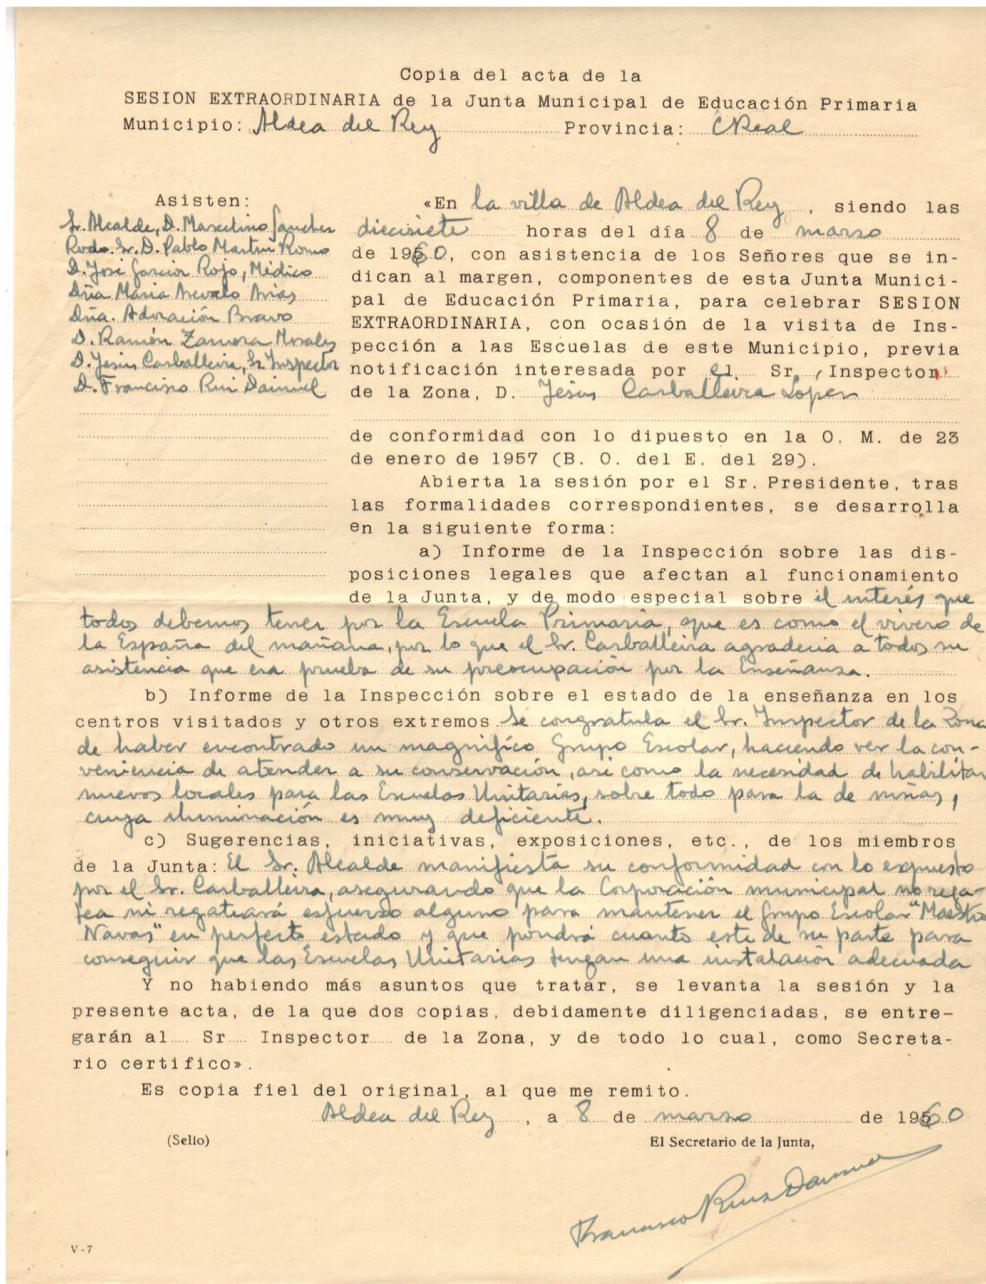 Copia del acta de la
SESION EXTRAORDINARIA de la Junta Municipal de Educación Primaria
Municipio: Aldea del Rey Provincia: C Real
Asisten:
Sr. Alcalde, D. Marcelino Sanchez
Rvdo. Sr. D. Pablo Martin Romo
D. José Garcia Rojo, Médico
Dña Maria Arevalo Arias
Dña. Adoración Bravo
D. Ramón Zamora Morales
D. Jesús Carballeira, Sr Inspector
D. Francisco Ruiz Daimiel
«En la villa de Aldea del Rey, siendo las
diecisiete horas del día 8 de marzo
de 1960, con asistencia de los Señores que se in-
dican al margen, componentes de esta Junta Munici-
pal de Educación Primaria, para celebrar SESION
EXTRAORDINARIA, con ocasión de la visita de Ins-
pección a las Escuelas de este Municipio, previa
notificación interesada por el Sr, Inspector
de la Zona, D. Jesús Carballeira Lopez
de conformidad con lo dipuesto en la O. M. de 23
de enero de 1957 (B. O. del E. del 29).
Abierta la sesión por el Sr. Presidente, tras
las formalidades correspondientes, se desarrolla
en la siguiente forma:
a) Informe de la Inspección sobre las dis-
posiciones legales que afectan al funcionamiento
de la Junta, y de modo especial sobre el interés que
todos debemos tener por la Escuela Primaria, que es como el vivero de
la España del mañana, por lo que el Sr. Carballeira agradecia a todos su
asistencia que era prueba de su preocupación por la Enseñanza.
b) Informe de la Inspección sobre el estado de la enseñanza en los
centros visitados y otros extremos Se congratula el Sr. Inspector de la Zona
de haber encontrado un magnifico Grupo Escolar, haciendo ver la con-
veniencia de atender a su conservación, asi como la necesidad de habilitar
nuevos locales para las Escuelas Unitarias, sobre todo para la de niñas,
cuya iluminación es muy deficiente.
c) Sugerencias, iniciativas, exposiciones, etc., de los miembros
de la Junta: El Sr. Alcalde manifiesta su conformidad con lo expuesto
por el Sr. Carballeira, asegurando que la Corporación municipal no rega-
tea ni regateará esfuerzo alguno para mantener el Grupo Escolar "Maestro
Navas" en perfecto estado y que pondrá cuanto este de su parte para
conseguir que las Escuelas Unitarias tengan una instalación adecuada
Y no habiendo más asuntos que tratar, se levanta la sesión y la
presente acta, de la que dos copias, debidamente diligenciadas, se entre-
garán al Sr Inspector de la Zona, y de todo lo cual, como Secreta-
rio certifico».
Es copia fiel del original, al que me remito.
Aldea del Rey, a 8 de marzo de 1960
(Sello) El Secretario de la Junta,
Francisco Ruiz Daimiel
V-7